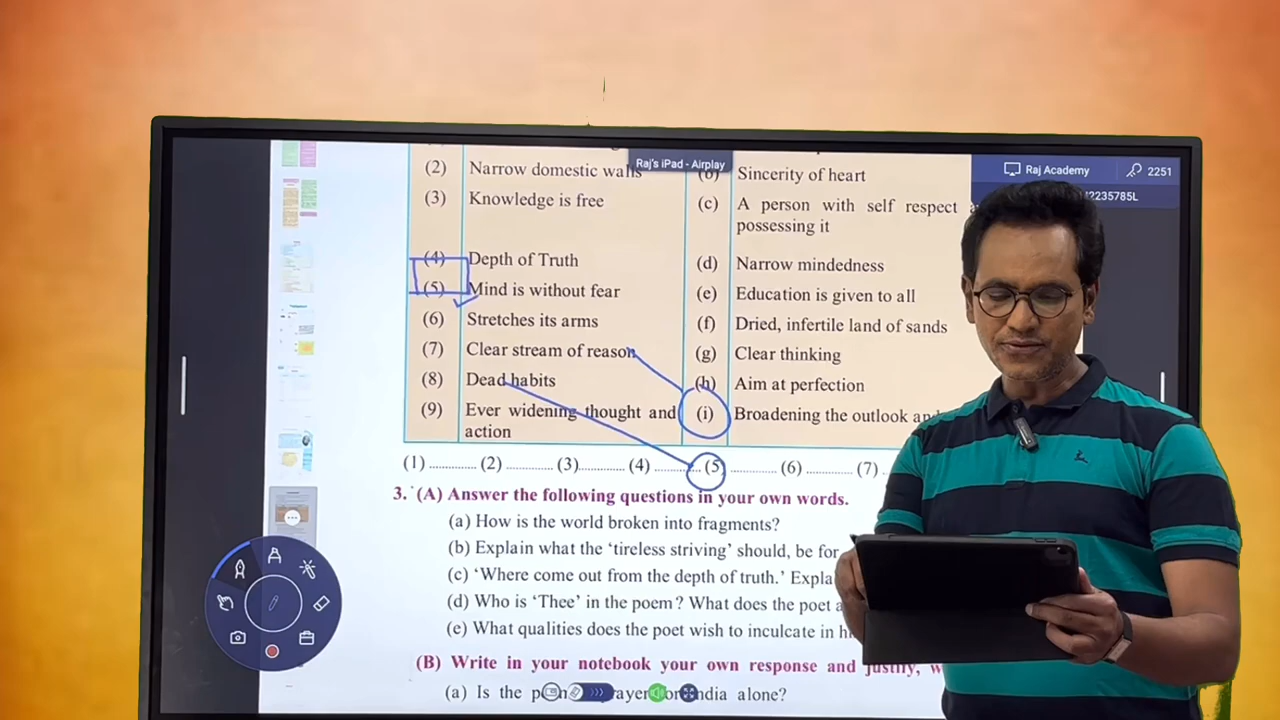 Raj's iPad - Airplay
Raj Academy
2251
2235785L
(2) Narrow domestic walls
Sincerity of heart
(3) Knowledge is free
(c) A person with self respect
possessing it
(4) Depth of Truth
(d) Narrow mindedness
(5) Mind is without fear
(e) Education is given to all
(6) Stretches its arms
(f) Dried, infertile land of sands
(7) Clear stream of reason
(g) Clear thinking
(8) Dead habits
(h) Aim at perfection
(9) Ever widening thought and
action
(i) Broadening the outlook
(1) ............. (2) ............ (3)............ (4) ............ (5 ............ (6) ............ (7)
3. (A) Answer the following questions in your own words.
(a) How is the world broken into fragments?
(b) Explain what the ‘tireless striving’ should, be for
(c) ‘Where come out from the depth of truth.’
(d) Who is ‘Thee’ in the poem? What does the poet
(e) What qualities does the poet wish to inculcate in
(B) Write in your notebook your own response and justify,
(a) Is the India alone?